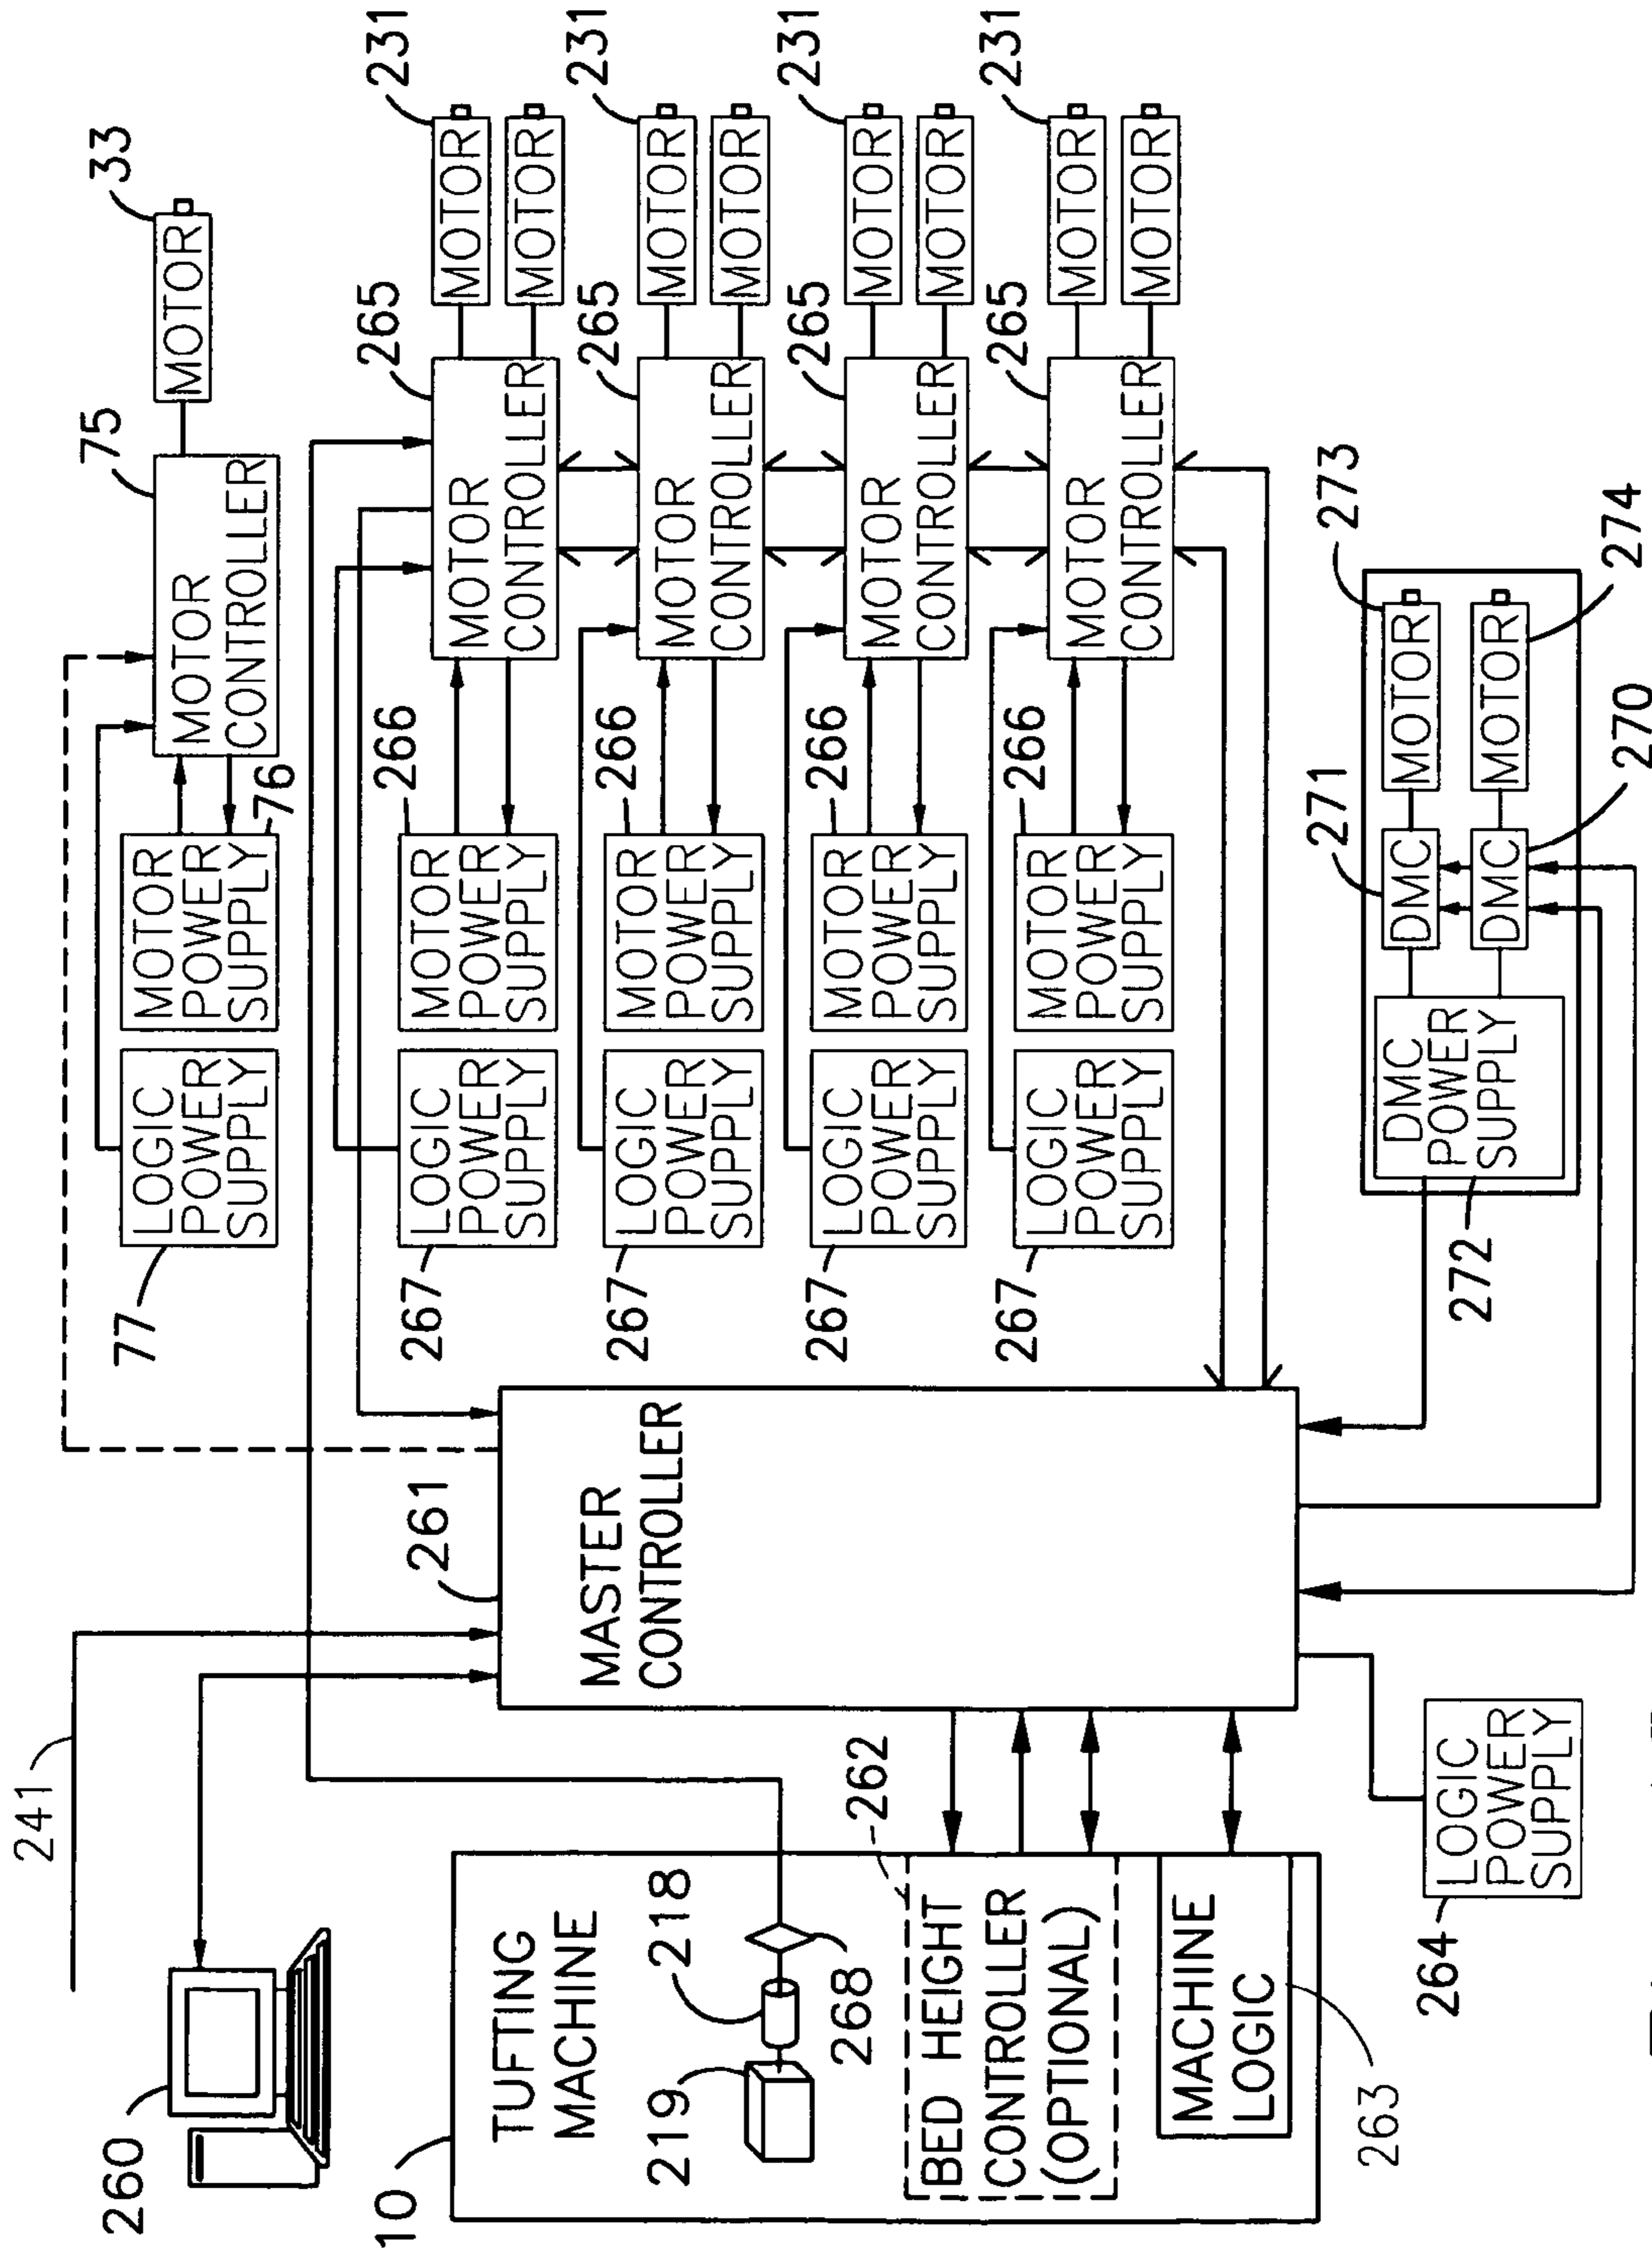 241
260
10
TUFTING
MACHINE
219
218
268
262
BED HEIGHT
CONTROLLER
(OPTIONAL)
MACHINE
LOGIC
263
261
MASTER
CONTROLLER
264
LOGIC
POWER
SUPPLY
77
LOGIC
POWER
SUPPLY
MOTOR
POWER
SUPPLY
76
75
MOTOR
CONTROLLER
33
MOTOR
267
LOGIC
POWER
SUPPLY
266
MOTOR
POWER
SUPPLY
265
MOTOR
CONTROLLER
231
MOTOR
MOTOR
267
LOGIC
POWER
SUPPLY
266
MOTOR
POWER
SUPPLY
265
MOTOR
CONTROLLER
231
MOTOR
MOTOR
267
LOGIC
POWER
SUPPLY
266
MOTOR
POWER
SUPPLY
265
MOTOR
CONTROLLER
231
MOTOR
MOTOR
267
LOGIC
POWER
SUPPLY
266
MOTOR
POWER
SUPPLY
265
MOTOR
CONTROLLER
231
MOTOR
MOTOR
272
DMC
POWER
SUPPLY
271
DMC
MOTOR
273
DMC
MOTOR
270
274